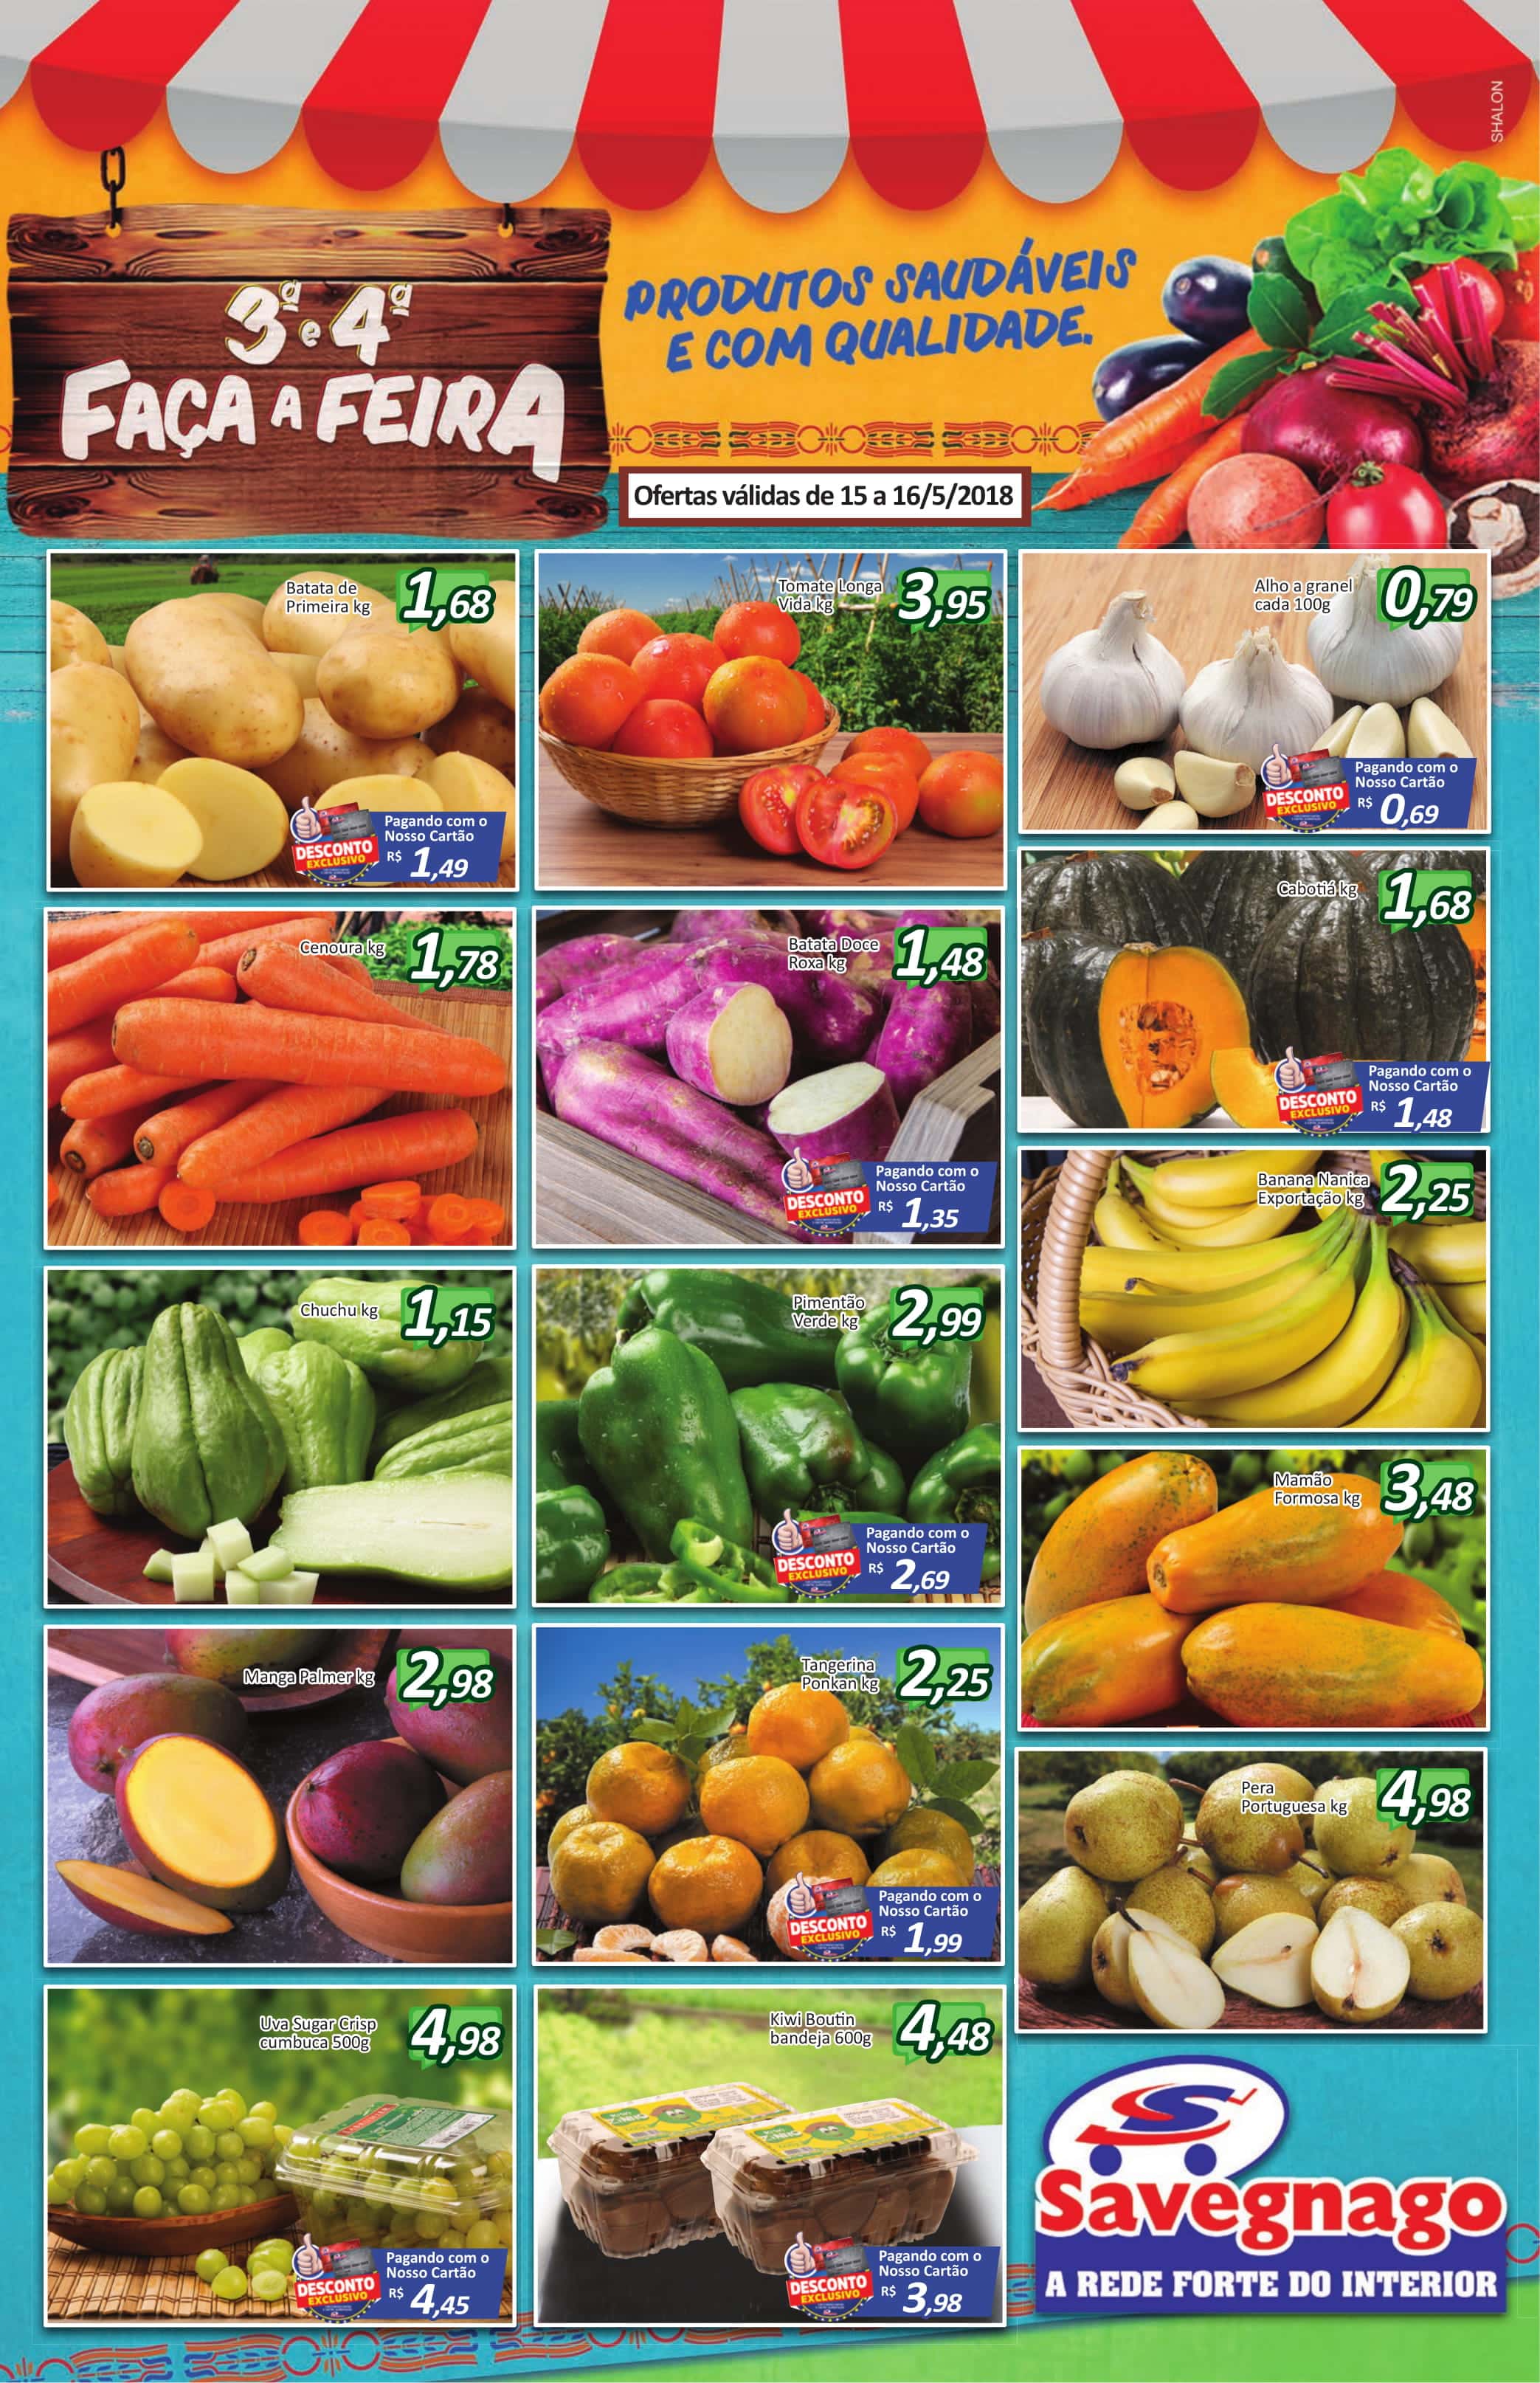 SHALON
3ª e 4ª
FAÇA A FEIRA
PRODUTOS SAUDÁVEIS
E COM QUALIDADE.
Ofertas válidas de 15 a 16/5/2018
Batata de
Primeira kg
1,68
DESCONTO
EXCLUSIVO
Pagando com o
Nosso Cartão
R$ 1,49
Tomate Longa
Vida kg
3,95
Alho a granel
cada 100g
0,79
DESCONTO
EXCLUSIVO
Pagando com o
Nosso Cartão
R$ 0,69
Cabotiá kg
1,68
DESCONTO
EXCLUSIVO
Pagando com o
Nosso Cartão
R$ 1,48
Cenoura kg
1,78
Batata Doce
Roxa kg
1,48
DESCONTO
EXCLUSIVO
Pagando com o
Nosso Cartão
R$ 1,35
Banana Nanica
Exportação kg
2,25
Chuchu kg
1,15
Pimentão
Verde kg
2,99
DESCONTO
EXCLUSIVO
Pagando com o
Nosso Cartão
R$ 2,69
Mamão
Formosa kg
3,48
Manga Palmer kg
2,98
Tangerina
Ponkan kg
2,25
DESCONTO
EXCLUSIVO
Pagando com o
Nosso Cartão
R$ 1,99
Pera
Portuguesa kg
4,98
Uva Sugar Crisp
cumbuca 500g
4,98
DESCONTO
EXCLUSIVO
Pagando com o
Nosso Cartão
R$ 4,45
Kiwi Boutin
bandeja 600g
4,48
DESCONTO
EXCLUSIVO
Pagando com o
Nosso Cartão
R$ 3,98
Savegnago
A REDE FORTE DO INTERIOR